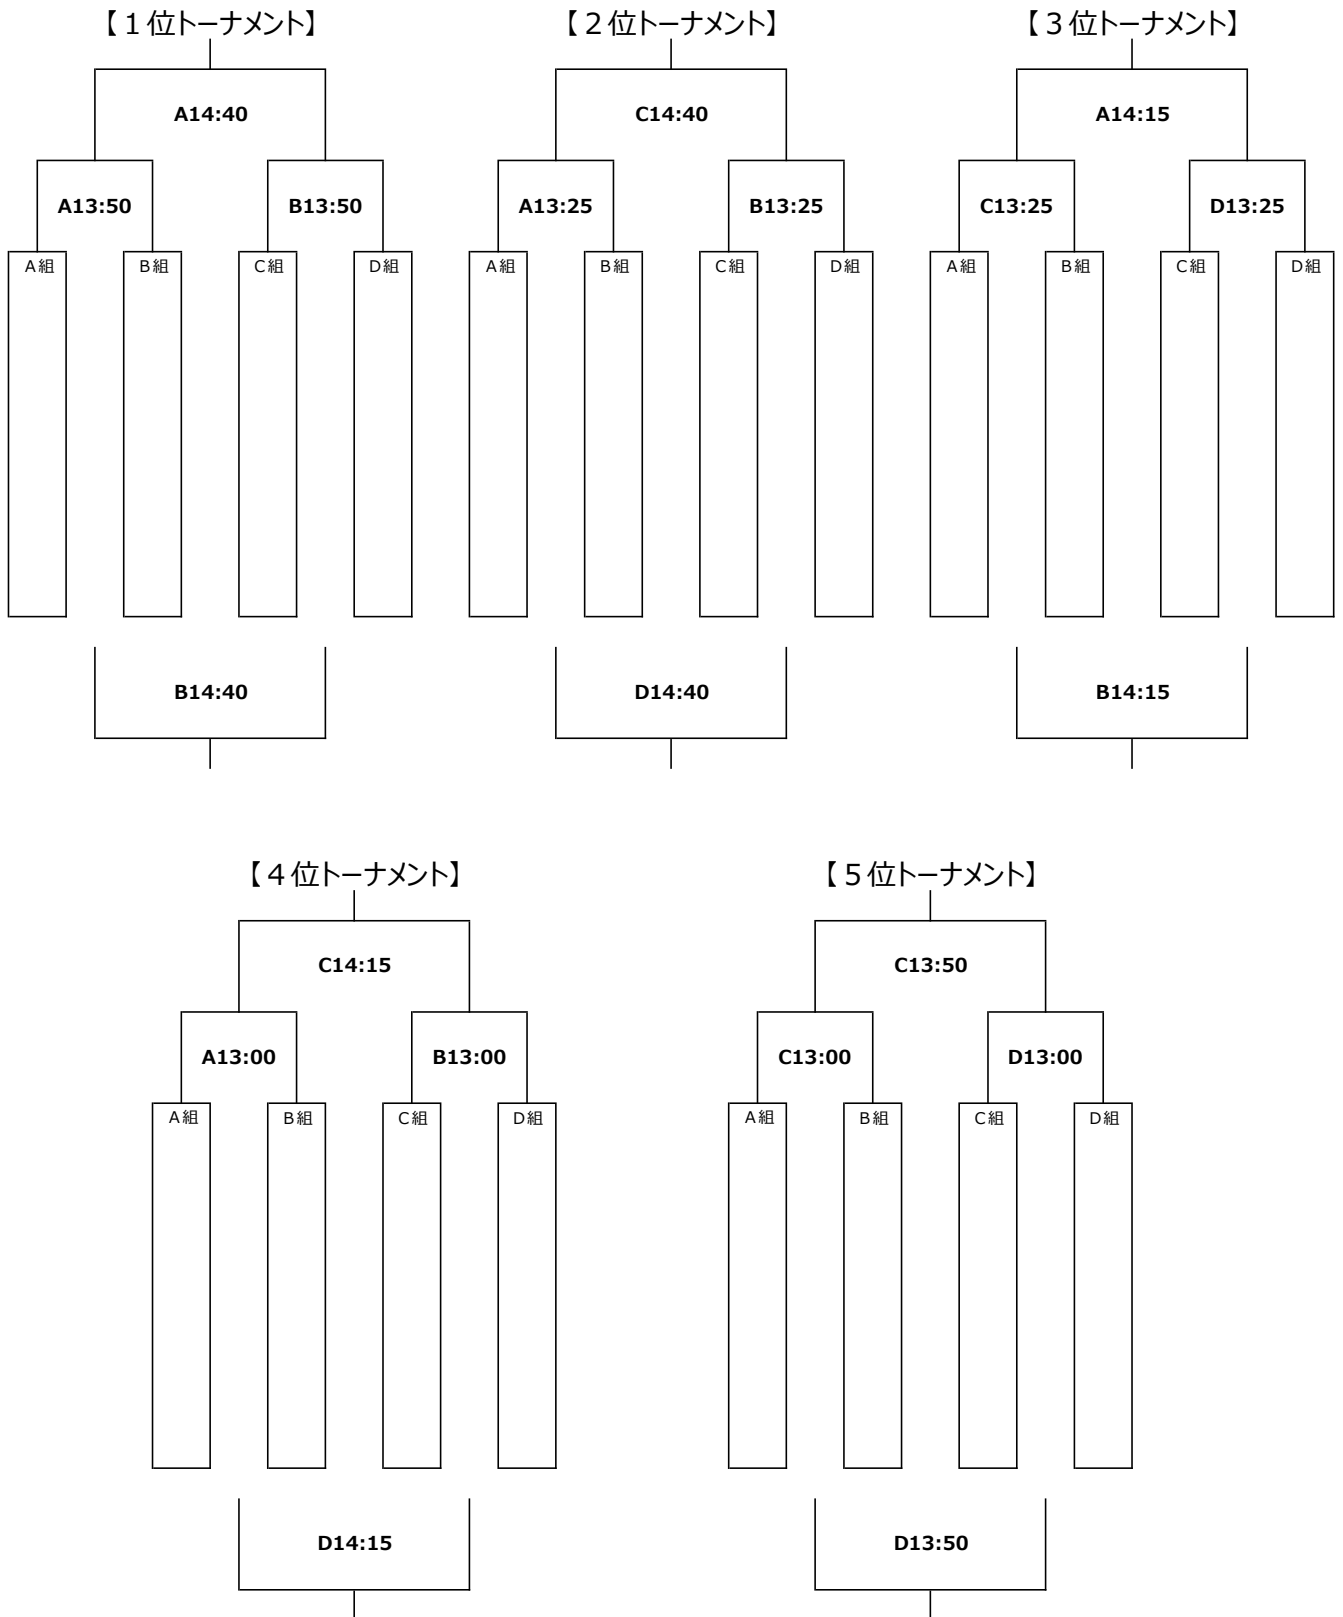 【１位トーナメント】 【２位トーナメント】 【３位トーナメント】
A14:40 C14:40 A14:15
A13:50 B13:50 A13:25 B13:25 C13:25 D13:25
A組 B組 C組 D組 A組 B組 C組 D組 A組 B組 C組 D組
B14:40 D14:40 B14:15
【４位トーナメント】 【５位トーナメント】
C14:15 C13:50
A13:00 B13:00 C13:00 D13:00
A組 B組 C組 D組 A組 B組 C組 D組
D14:15 D13:50